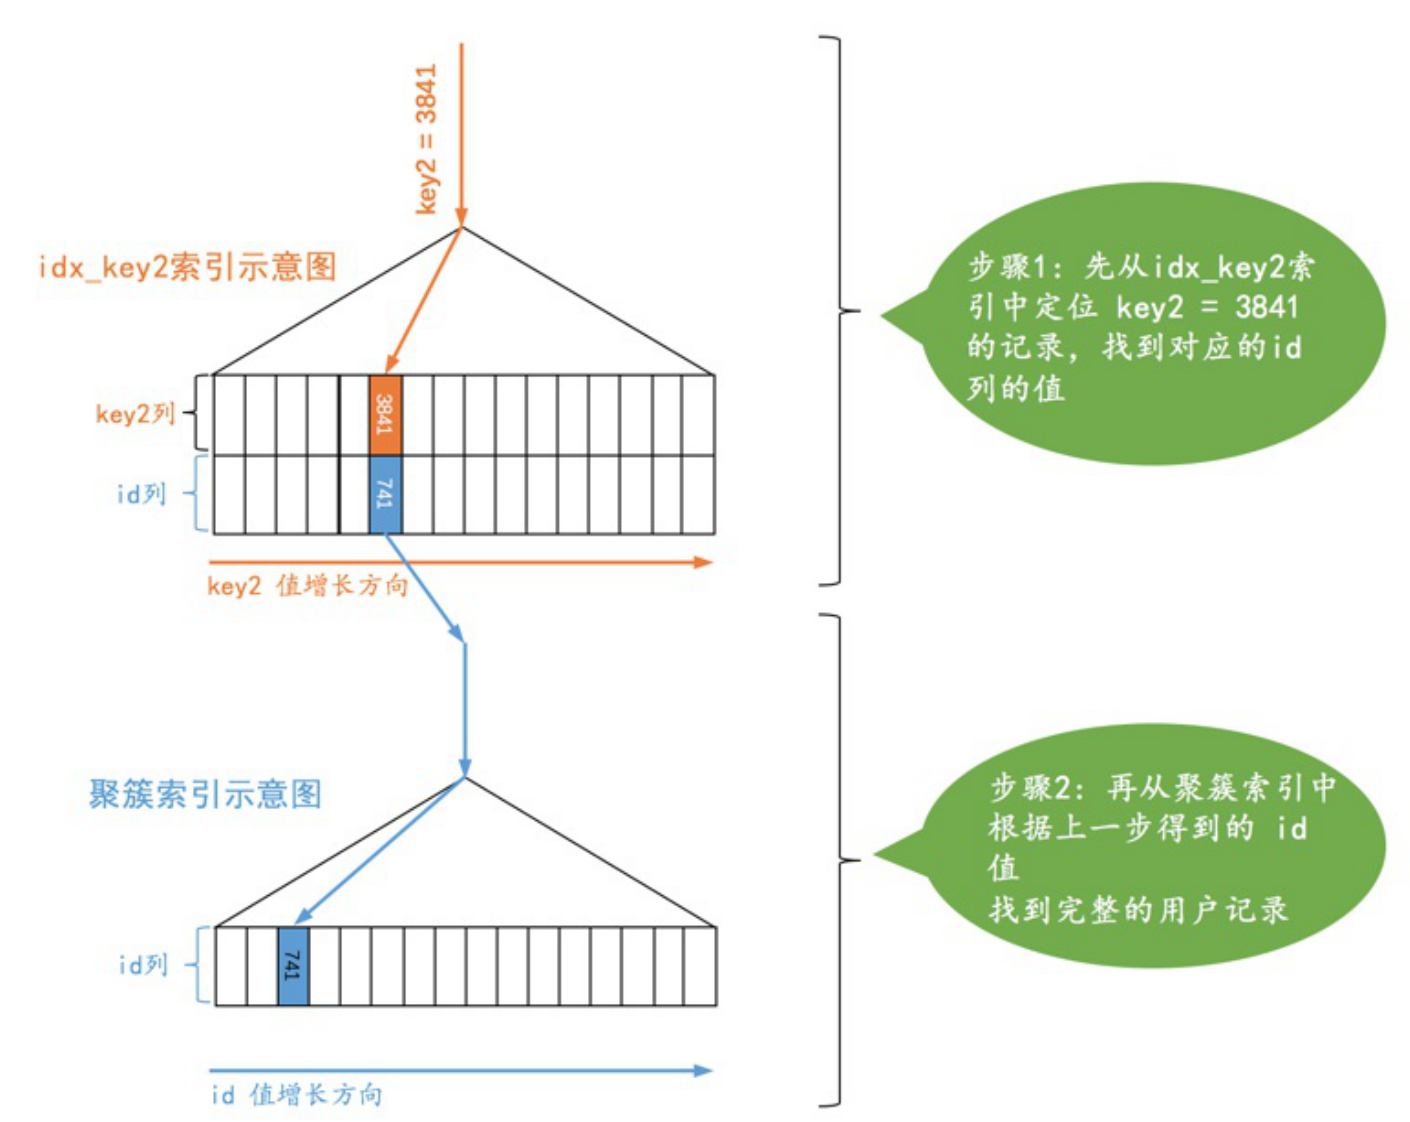 key2 = 3841
idx_key2索引示意图
key2列
3841
id列
741
key2 值增长方向
步骤1：先从idx_key2索
引中定位 key2 = 3841
的记录，找到对应的id
列的值
聚簇索引示意图
id列
741
id 值增长方向
步骤2：再从聚簇索引中
根据上一步得到的 id
值
找到完整的用户记录